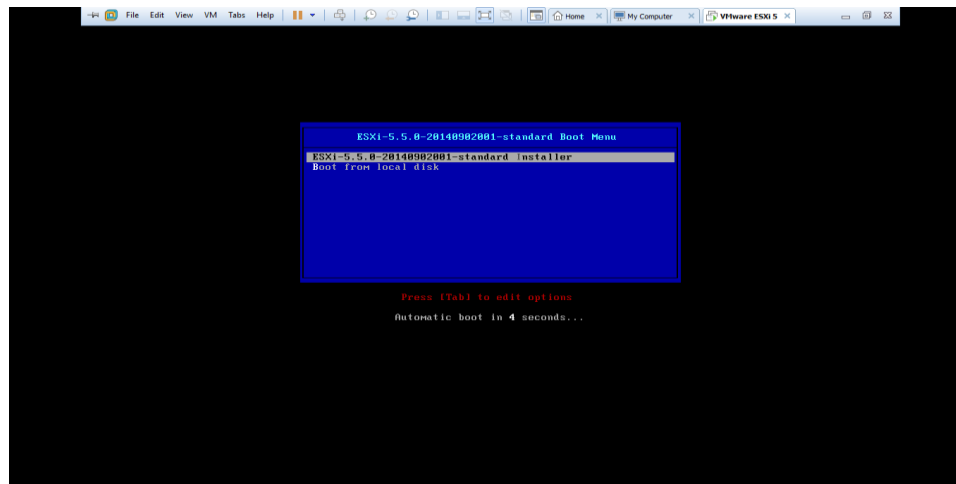 File Edit View VM Tabs Help Home My Computer VMware ESXi 5
ESXi-5.5.0-20140902001-standard Boot Menu
ESXi-5.5.0-20140902001-standard Installer
Boot from local disk
Press [Tab] to edit options
Automatic boot in 4 seconds...